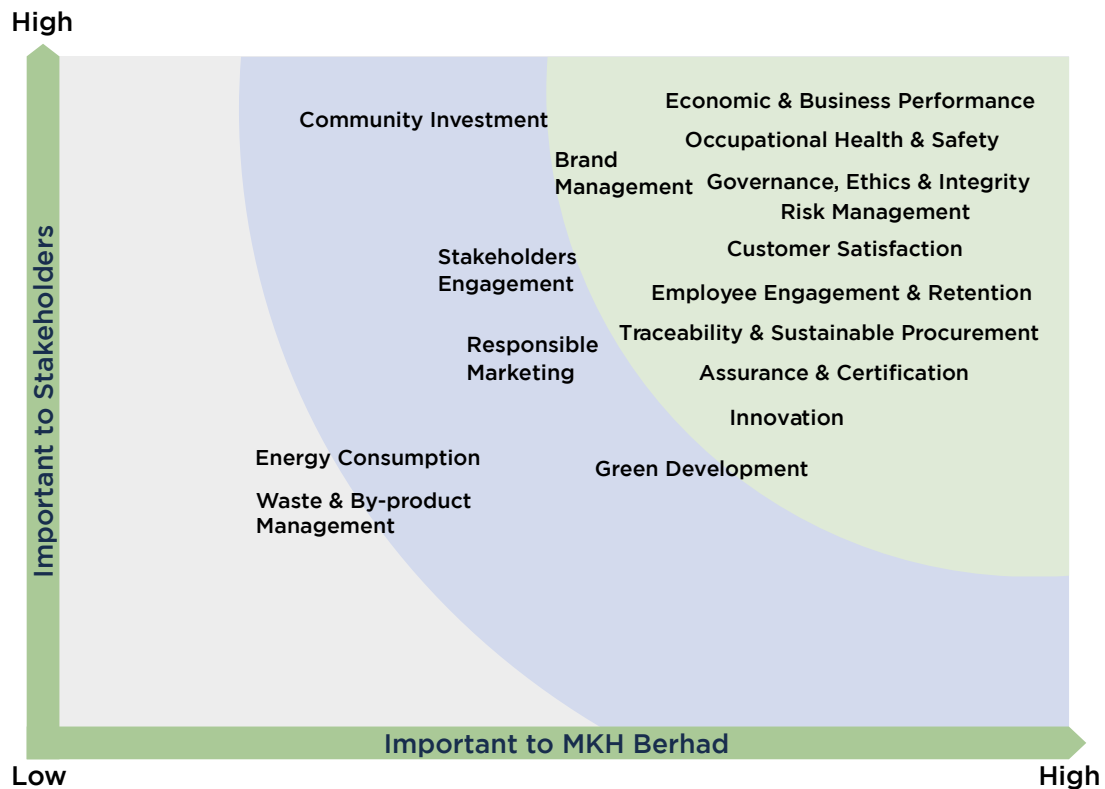 High
Important to Stakeholders
Economic & Business Performance
Community Investment
Occupational Health & Safety
Brand
Management
Governance, Ethics & Integrity
Risk Management
Customer Satisfaction
Stakeholders
Engagement
Employee Engagement & Retention
Traceability & Sustainable Procurement
Responsible
Marketing
Assurance & Certification
Innovation
Energy Consumption
Green Development
Waste & By-product
Management
Important to MKH Berhad
Low
High